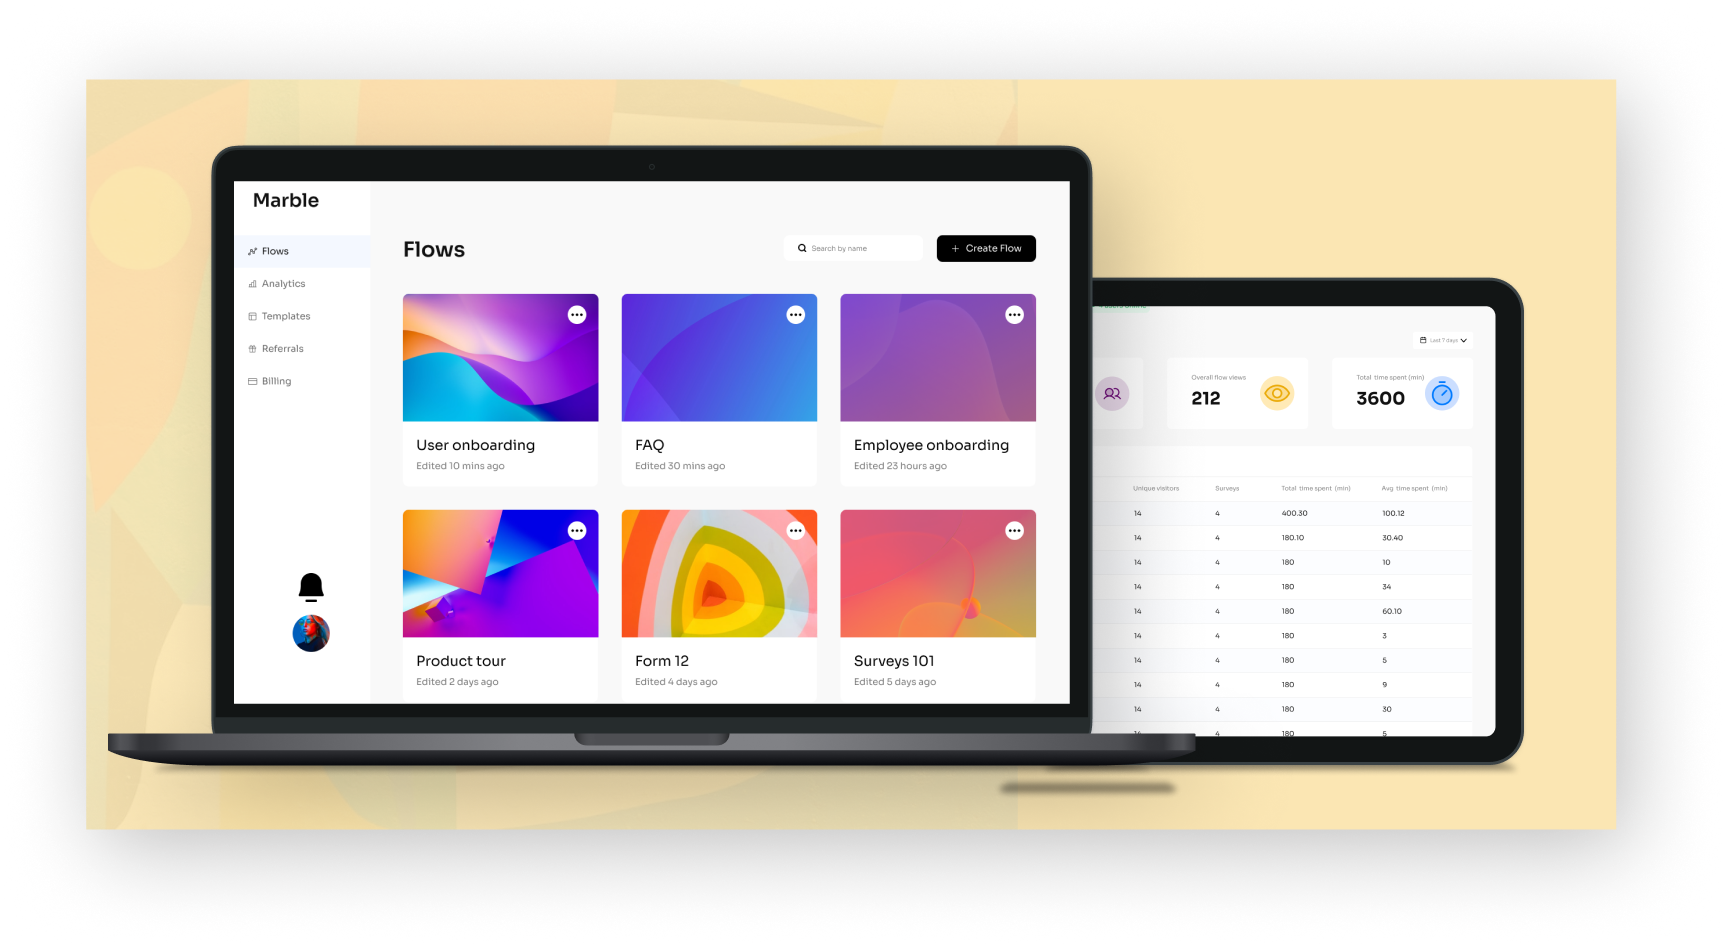 Marble
Flows
Analytics
Templates
Referrals
Billing
Flows
Search by name
+ Create Flow
User onboarding
Edited 10 mins ago
FAQ
Edited 30 mins ago
Employee onboarding
Edited 23 hours ago
Product tour
Edited 2 days ago
Form 12
Edited 4 days ago
Surveys 101
Edited 5 days ago
Last 7 days
Overall flow views
212
Total time spent (min)
3600
Unique visitors Surveys Total time spent (min) Avg time spent (min)
14 4 400.30 100.12
14 4 180.10 30.40
14 4 180 10
14 4 180 34
14 4 180 60.10
14 4 180 3
14 4 180 5
14 4 180 9
14 4 180 30
14 4 180 5